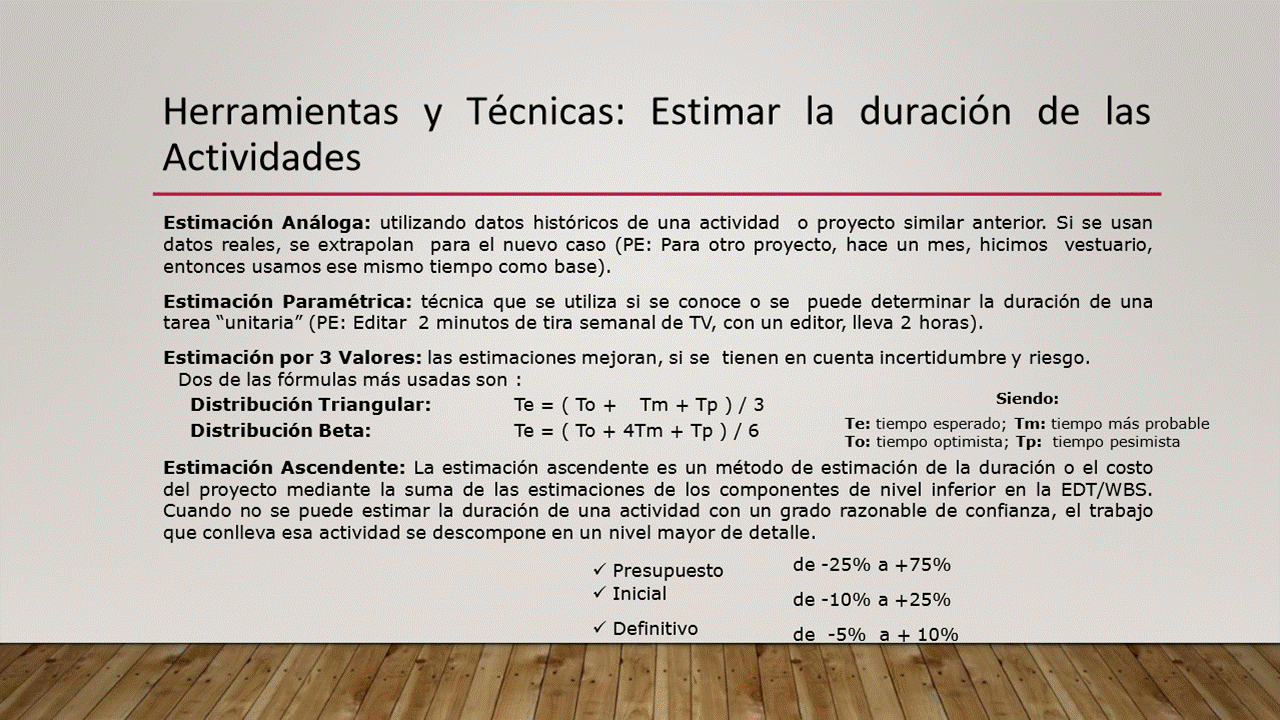 Herramientas y Técnicas: Estimar la duración de las
Actividades
Estimación Análoga: utilizando datos históricos de una actividad o proyecto similar anterior. Si se usan
datos reales, se extrapolan para el nuevo caso (PE: Para otro proyecto, hace un mes, hicimos vestuario,
entonces usamos ese mismo tiempo como base).
Estimación Paramétrica: técnica que se utiliza si se conoce o se puede determinar la duración de una
tarea “unitaria” (PE: Editar 2 minutos de tira semanal de TV, con un editor, lleva 2 horas).
Estimación por 3 Valores: las estimaciones mejoran, si se tienen en cuenta incertidumbre y riesgo.
Dos de las fórmulas más usadas son :
Distribución Triangular: Te = ( To + Tm + Tp ) / 3
Distribución Beta: Te = ( To + 4Tm + Tp ) / 6
Siendo:
Te: tiempo esperado; Tm: tiempo más probable
To: tiempo optimista; Tp: tiempo pesimista
Estimación Ascendente: La estimación ascendente es un método de estimación de la duración o el costo
del proyecto mediante la suma de las estimaciones de los componentes de nivel inferior en la EDT/WBS.
Cuando no se puede estimar la duración de una actividad con un grado razonable de confianza, el trabajo
que conlleva esa actividad se descompone en un nivel mayor de detalle.
✓ Presupuesto de -25% a +75%
✓ Inicial de -10% a +25%
✓ Definitivo de -5% a + 10%